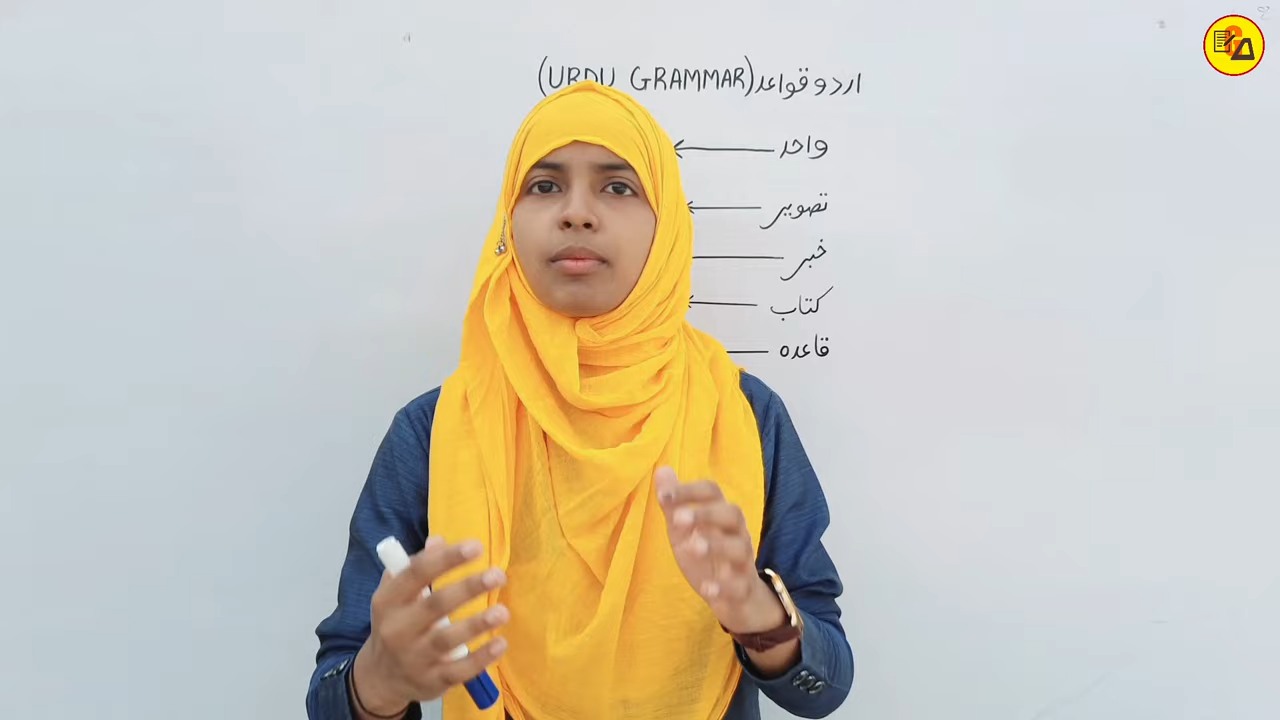 اردو قواعد (URDU GRAMMAR)
واحد
تصویر
خبر
کتاب
قاعدہ